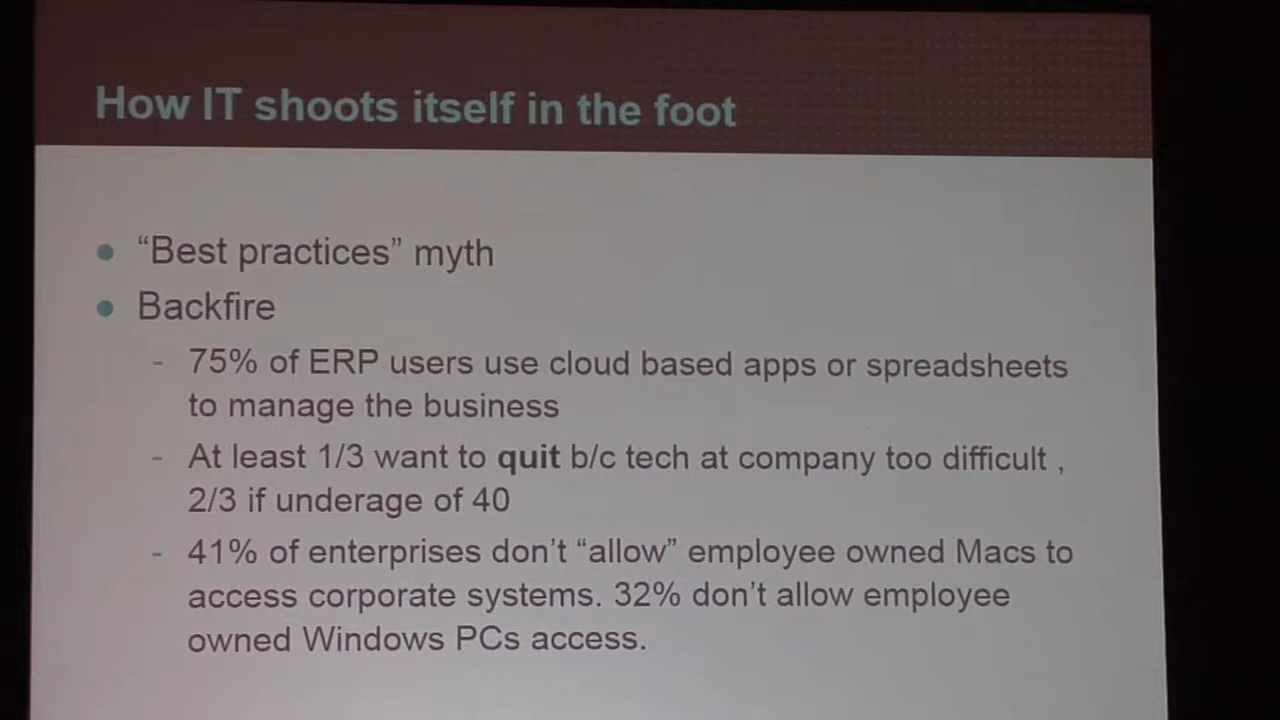 How IT shoots itself in the foot
“Best practices” myth
Backfire
- 75% of ERP users use cloud based apps or spreadsheets
to manage the business
- At least 1/3 want to quit b/c tech at company too difficult ,
2/3 if underage of 40
- 41% of enterprises don’t “allow” employee owned Macs to
access corporate systems. 32% don’t allow employee
owned Windows PCs access.